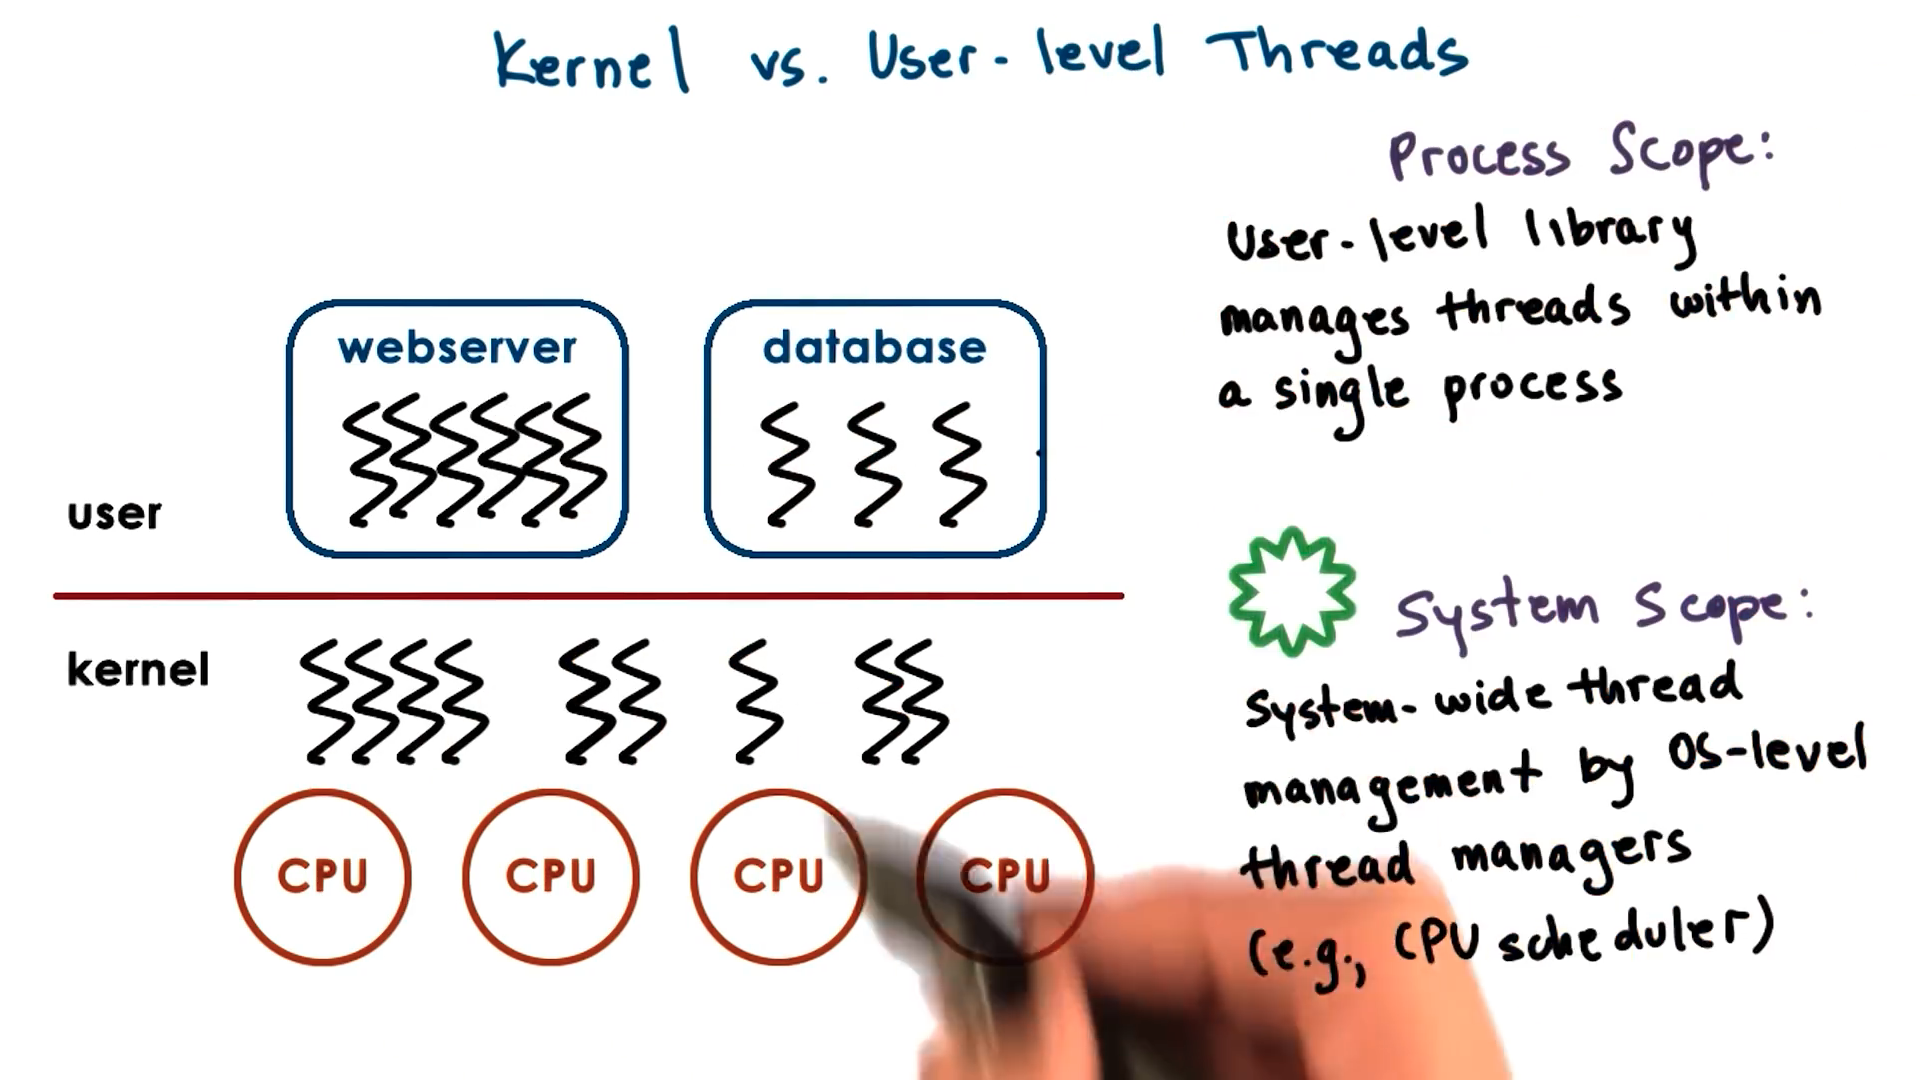 Kernel vs. User-level Threads
Process Scope:
User-level library
manages threads within
a single process
webserver
database
user
kernel
System Scope:
System-wide thread
management by OS-level
thread managers
(e.g., CPU scheduler)
CPU
CPU
CPU
CPU